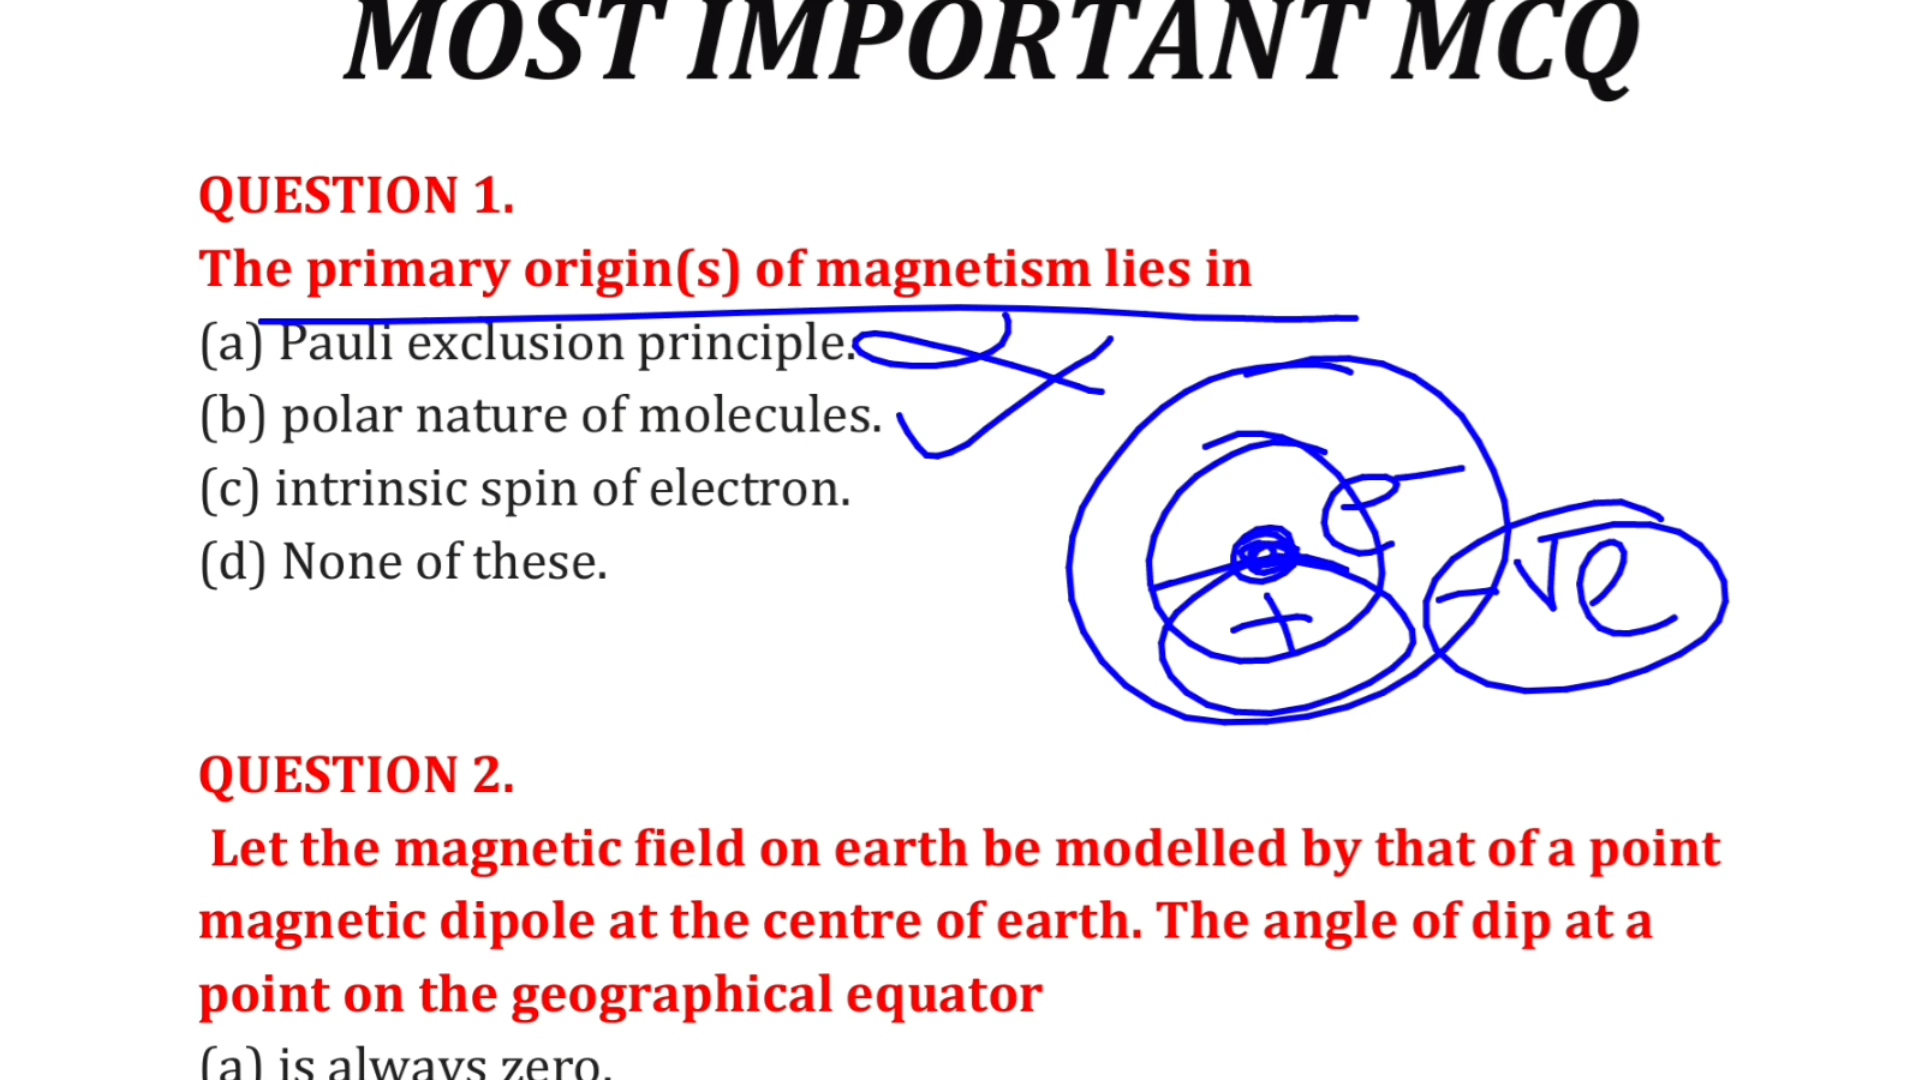 MOST IMPORTANT MCQ
QUESTION 1.
The primary origin(s) of magnetism lies in
(a) Pauli exclusion principle.
(b) polar nature of molecules.
(c) intrinsic spin of electron.
(d) None of these.
e
+
-ve
QUESTION 2.
Let the magnetic field on earth be modelled by that of a point
magnetic dipole at the centre of earth. The angle of dip at a
point on the geographical equator
(a) is always zero.